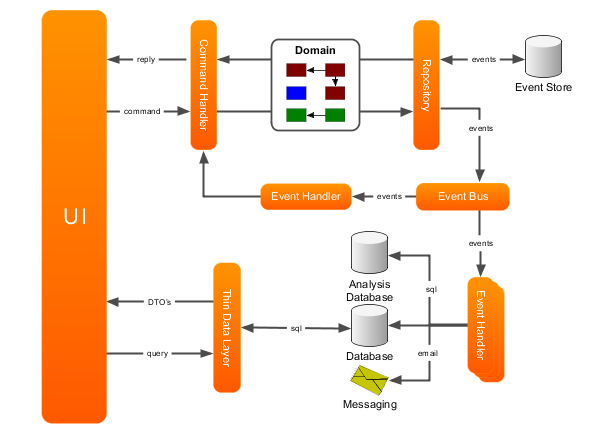 UI
reply
command
Command Handler
Domain
Repository
events
Event Store
events
Event Handler
events
Event Bus
events
Analysis
Database
sql
Event Handler
DTO's
Thin Data Layer
sql
Database
query
email
Messaging